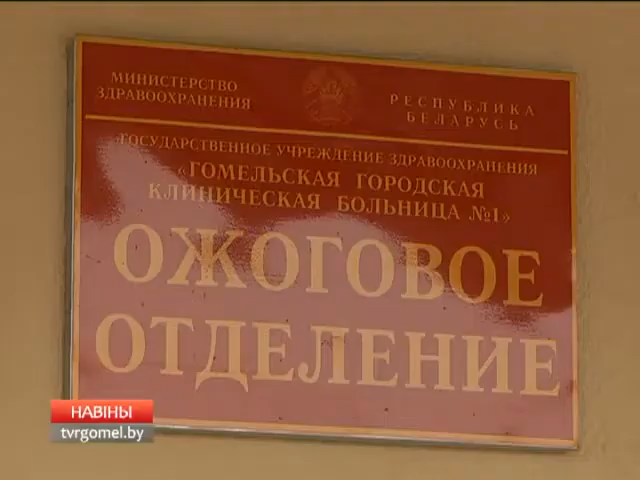 МИНИСТЕРСТВО
ЗДРАВООХРАНЕНИЯ
РЕСПУБЛИКА
БЕЛАРУСЬ
ГОСУДАРСТВЕННОЕ УЧРЕЖДЕНИЕ ЗДРАВООХРАНЕНИЯ
«ГОМЕЛЬСКАЯ ГОРОДСКАЯ
КЛИНИЧЕСКАЯ БОЛЬНИЦА №1»
ОЖОГОВОЕ
ОТДЕЛЕНИЕ
НАВІНЫ
tvrgomel.by